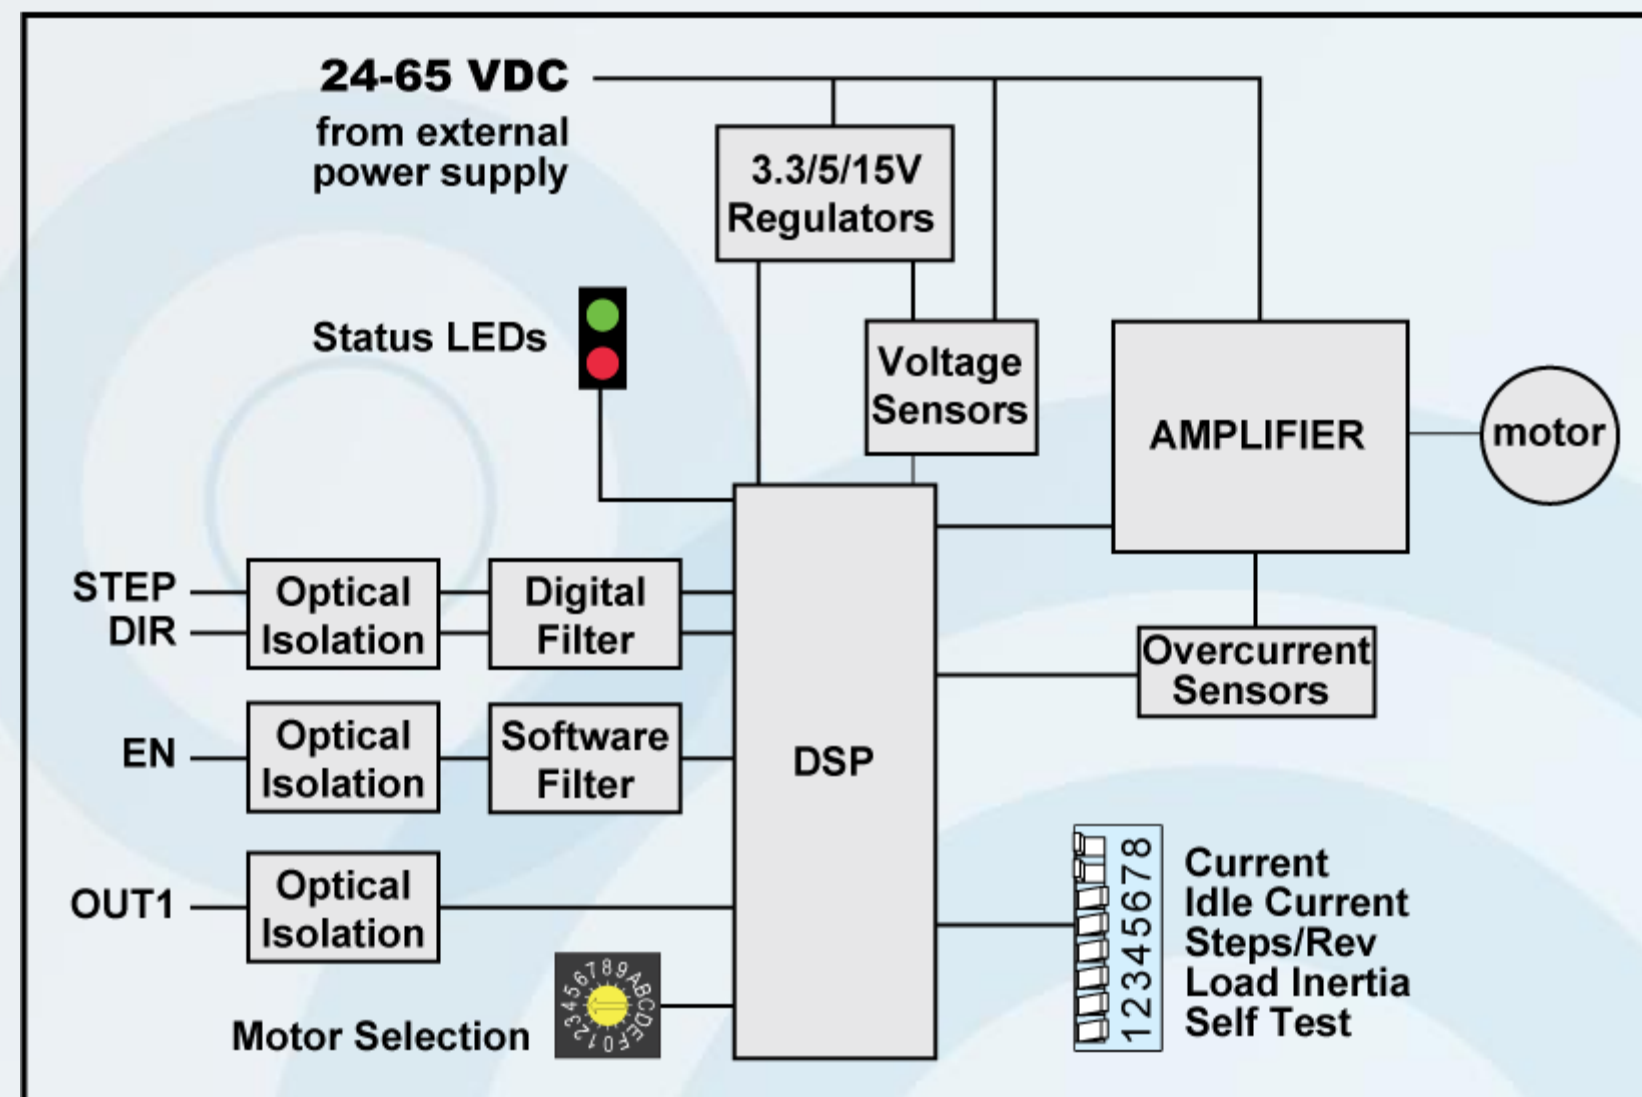 24-65 VDC
from external
power supply
3.3/5/15V
Regulators
Status LEDs
Voltage
Sensors
AMPLIFIER
motor
STEP
DIR
Optical
Isolation
Digital
Filter
Overcurrent
Sensors
EN
Optical
Isolation
Software
Filter
DSP
OUT1
Optical
Isolation
Motor Selection
0123456789ABCDEF
12345678
Current
Idle Current
Steps/Rev
Load Inertia
Self Test